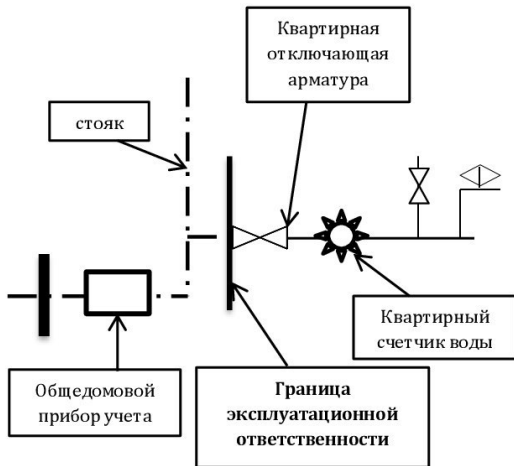 Квартирная
отключающая
арматура
стояк
Квартирный
счетчик воды
Общедомовой
прибор учета
Граница
эксплуатационной
ответственности